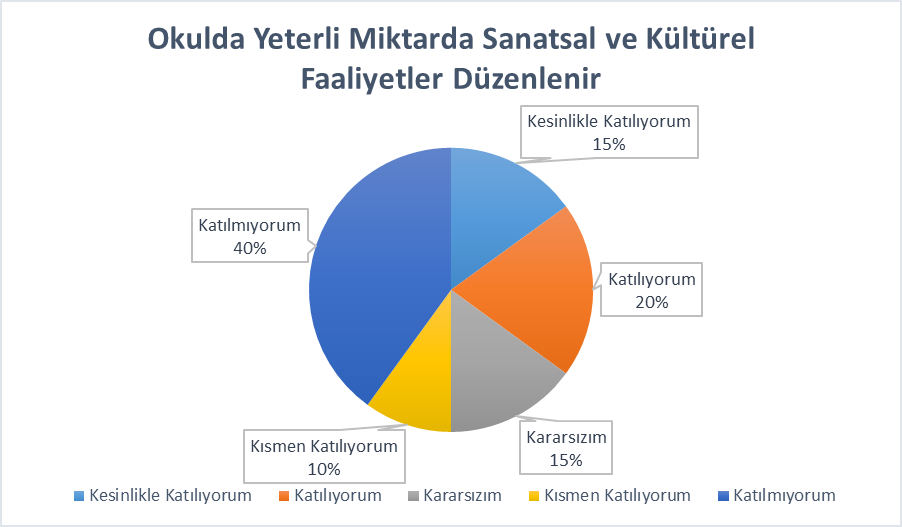 Okulda Yeterli Miktarda Sanatsal ve Kültürel
Faaliyetler Düzenlenir
Kesinlikle Katılıyorum
15%
Katılmıyorum
40%
Katılıyorum
20%
Kararsızım
15%
Kısmen Katılıyorum
10%
Kesinlikle Katılıyorum Katılıyorum Kararsızım Kısmen Katılıyorum Katılmıyorum